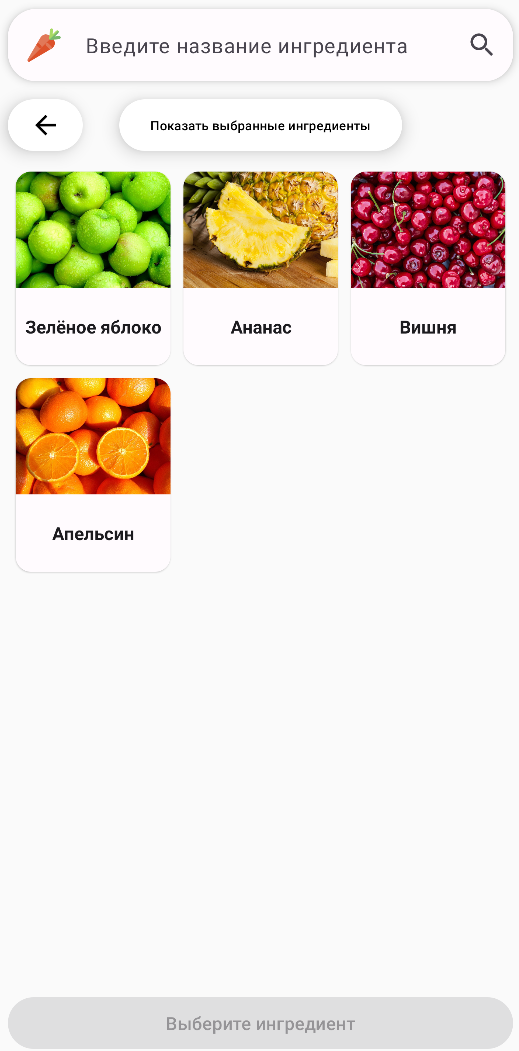 Введите название ингредиента
Показать выбранные ингредиенты
Зелёное яблоко
Ананас
Вишня
Апельсин
Выберите ингредиент